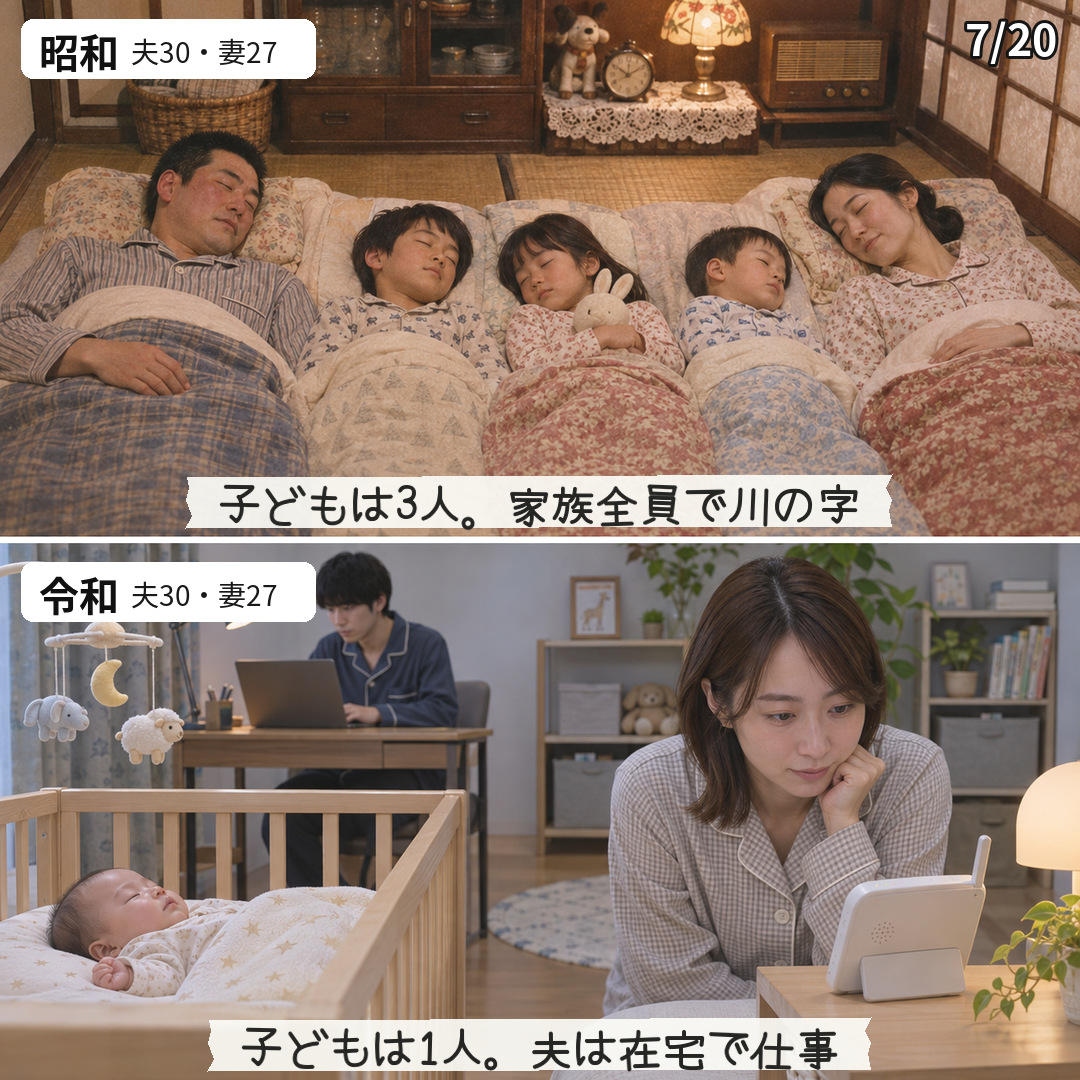 昭和 夫30・妻27
7/20
子どもは3人。家族全員で川の字
令和 夫30・妻27
子どもは1人。夫は在宅で仕事